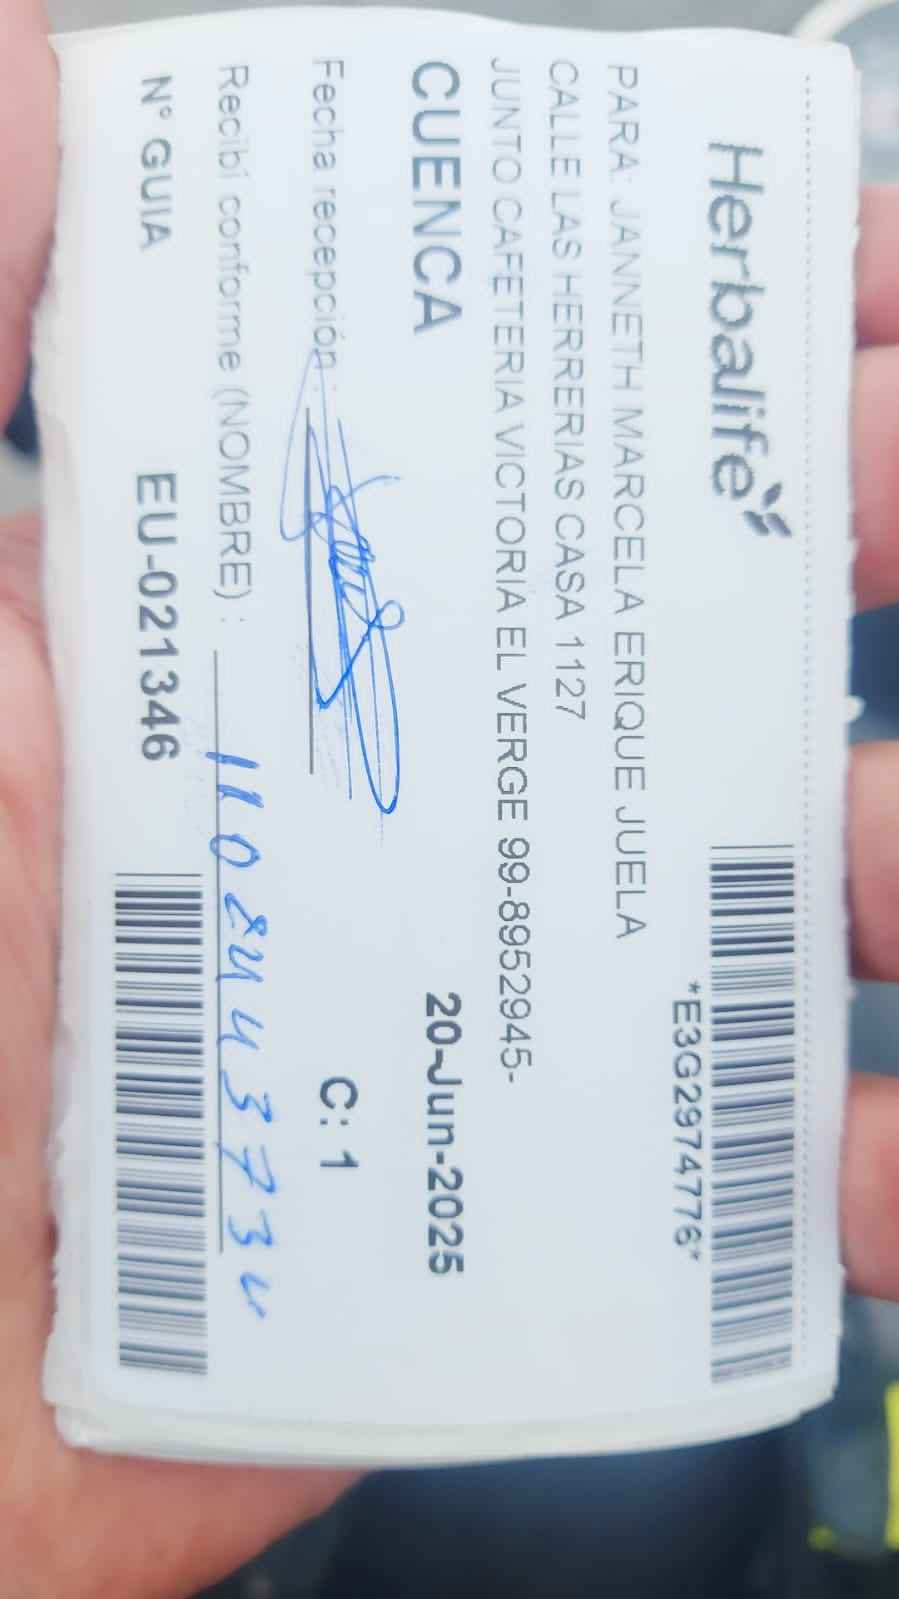 Herbalife
*E3G2974776*
PARA: JANNETH MARCELA ERIQUE JUELA
CALLE LAS HERRERIAS CASA 1127
JUNTO CAFETERIA VICTORIA EL VERGE 99-8952945-
CUENCA 20-Jun-2025
Fecha recepción: C: 1
Recibí conforme (NOMBRE) : 1102443734
N° GUIA EU-021346